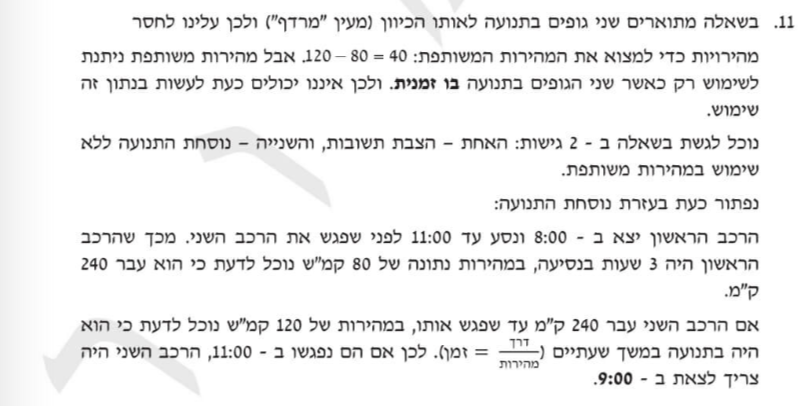 11. בשאלה מתוארים שני גופים בתנועה לאותו הכיוון (מעין "מרדף") ולכן עלינו לחסר
מהירויות כדי למצוא את המהירות המשותפת: 40 = 80 – 120. אבל מהירות משותפת ניתנת
לשימוש רק כאשר שני הגופים בתנועה בו זמנית. ולכן איננו יכולים כעת לעשות בנתון זה
שימוש.
נוכל לגשת בשאלה ב - 2 גישות: האחת – הצבת תשובות, והשנייה – נוסחת התנועה ללא
שימוש במהירות משותפת.
נפתור כעת בעזרת נוסחת התנועה:
הרכב הראשון יצא ב - 8:00 ונסע עד 11:00 לפני שפגש את הרכב השני. מכך שהרכב
הראשון היה 3 שעות בנסיעה, במהירות נתונה של 80 קמ"ש נוכל לדעת כי הוא עבר 240
ק"מ.
אם הרכב השני עבר 240 ק"מ עד שפגש אותו, במהירות של 120 קמ"ש נוכל לדעת כי הוא
היה בתנועה במשך שעתיים (דרך/מהירות = זמן). לכן אם הם נפגשו ב - 11:00, הרכב השני היה
צריך לצאת ב - 9:00.